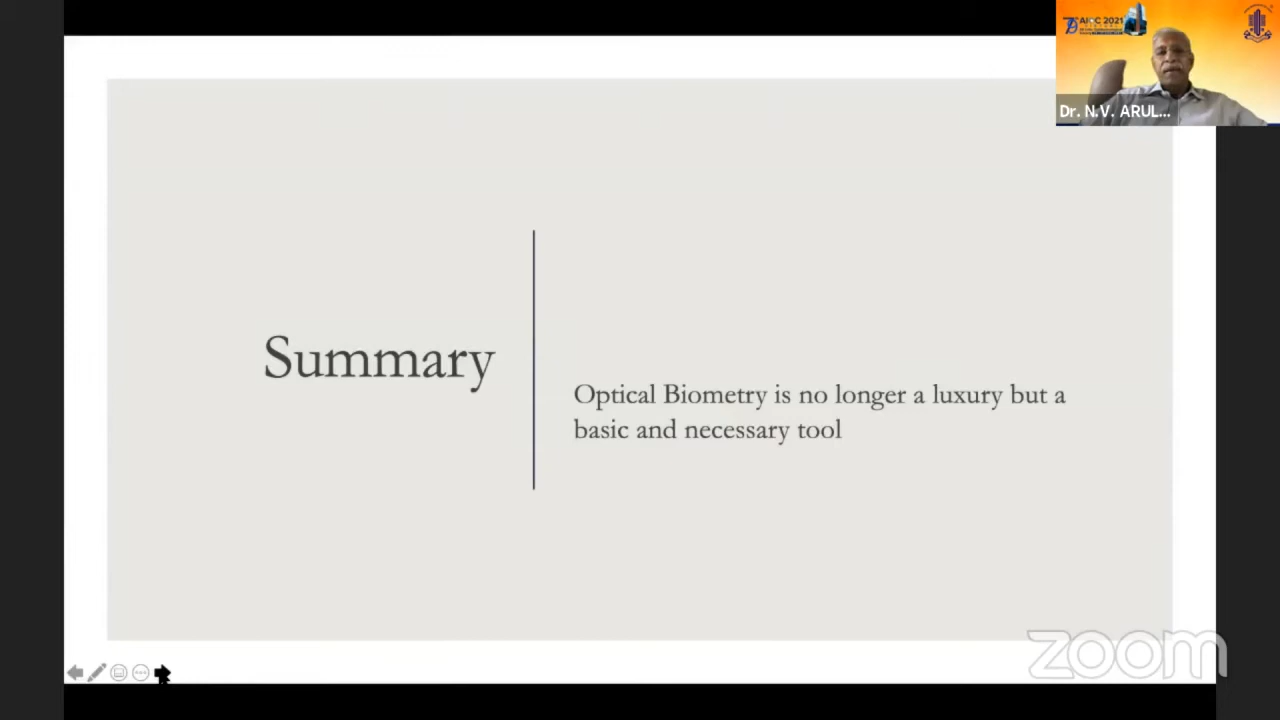 AIOC 2021
Dr. N.V. ARUL...
Summary
Optical Biometry is no longer a luxury but a
basic and necessary tool
zoom